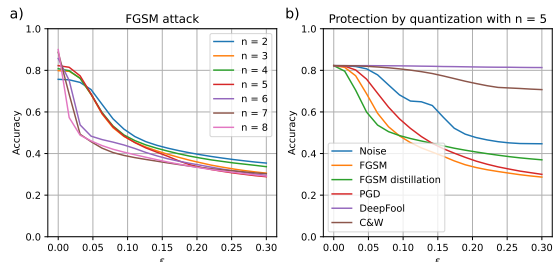 a)
FGSM attack
1.0
0.8
0.6
0.4
0.2
0.0
Accuracy
n = 2
n = 3
n = 4
n = 5
n = 6
n = 7
n = 8
0.00 0.05 0.10 0.15 0.20 0.25 0.30
b)
Protection by quantization with n = 5
1.0
0.8
0.6
0.4
0.2
0.0
Accuracy
Noise
FGSM
FGSM distillation
PGD
DeepFool
C&W
0.00 0.05 0.10 0.15 0.20 0.25 0.30